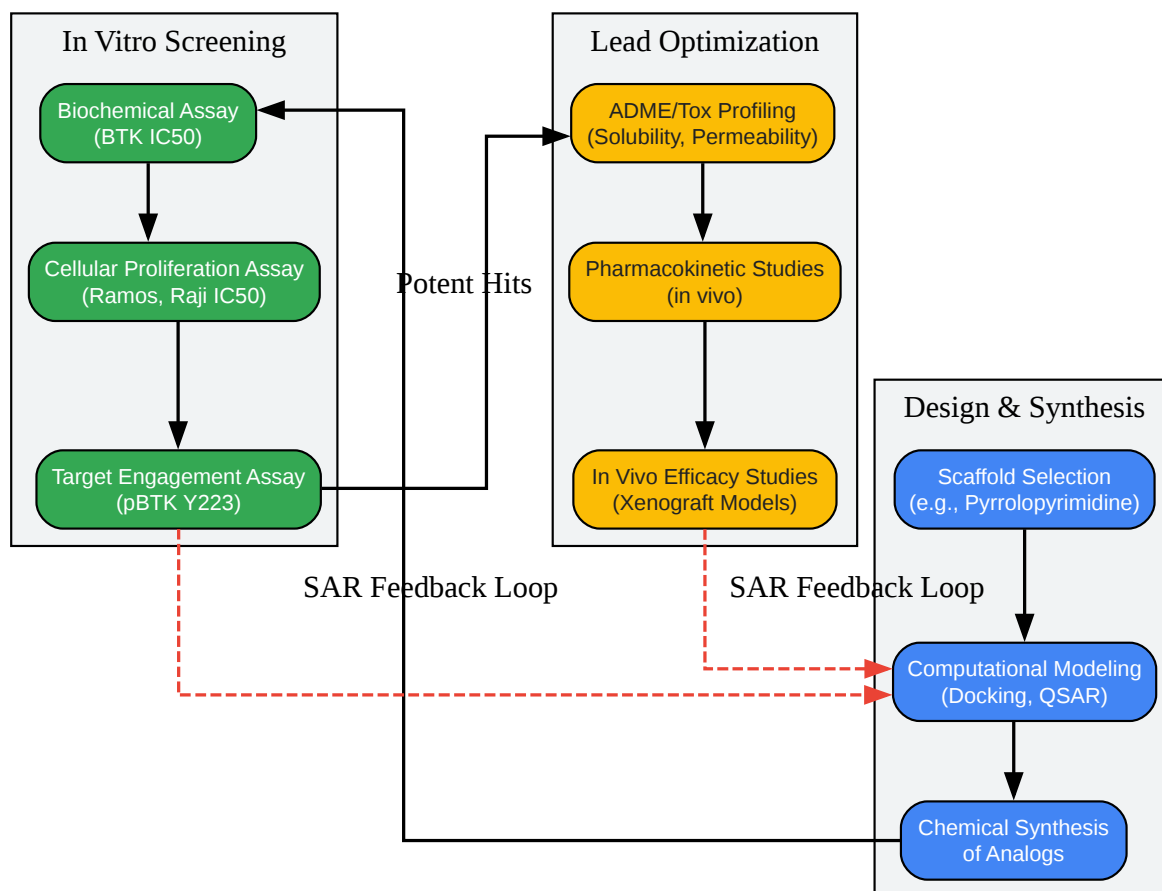 In Vitro Screening
Biochemical Assay
(BTK IC50)
Cellular Proliferation Assay
(Ramos, Raji IC50)
Target Engagement Assay
(pBTK Y223)
Potent Hits
Lead Optimization
ADME/Tox Profiling
(Solubility, Permeability)
Pharmacokinetic Studies
(in vivo)
In Vivo Efficacy Studies
(Xenograft Models)
SAR Feedback Loop
SAR Feedback Loop
Design & Synthesis
Scaffold Selection
(e.g., Pyrrolopyrimidine)
Computational Modeling
(Docking, QSAR)
Chemical Synthesis
of Analogs